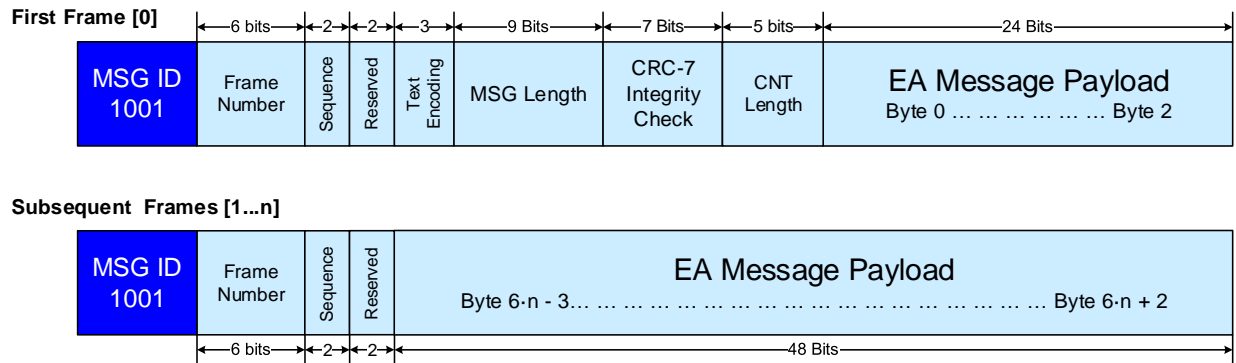 First Frame [0]
6 bits
2
2
3
9 Bits
7 Bits
5 bits
24 Bits
MSG ID
1001
Frame
Number
Sequence
Reserved
Text
Encoding
MSG Length
CRC-7
Integrity
Check
CNT
Length
EA Message Payload
Byte 0 … … … … … … Byte 2
Subsequent Frames [1...n]
MSG ID
1001
Frame
Number
Sequence
Reserved
EA Message Payload
Byte 6·n - 3… … … … … … … … … … … … … … … … … Byte 6·n + 2
6 bits
2
2
48 Bits